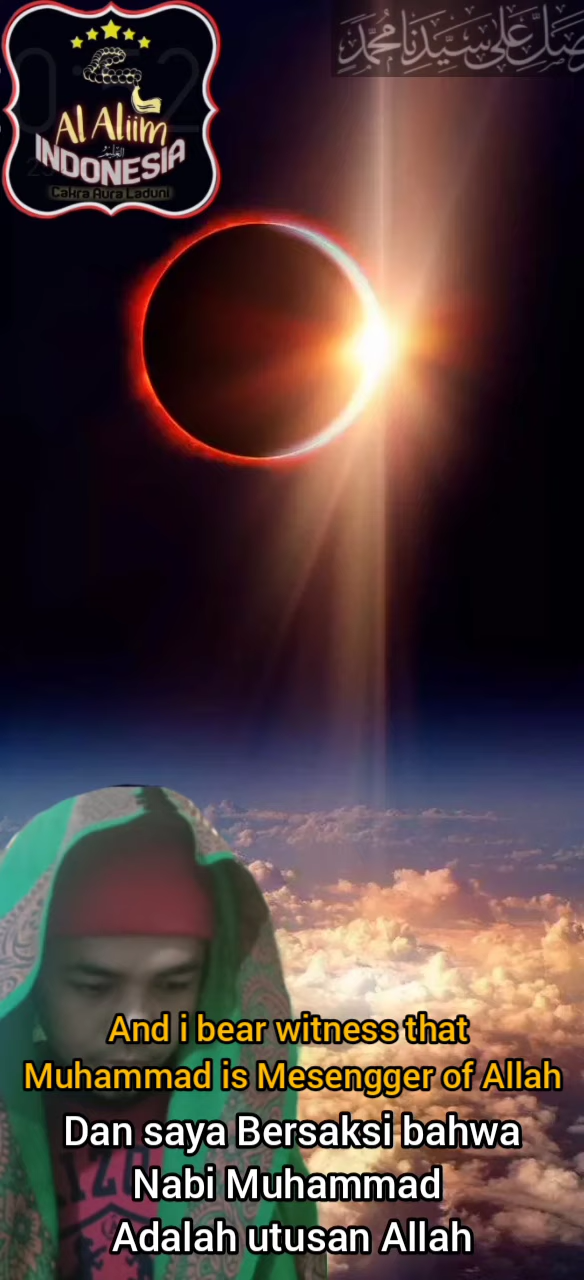 صل على سيدنا محمد
Al Aliim
العليم
INDONESIA
Cakra Aura Laduni
And i bear witness that
Muhammad is Mesengger of Allah
Dan saya Bersaksi bahwa
Nabi Muhammad
Adalah utusan Allah